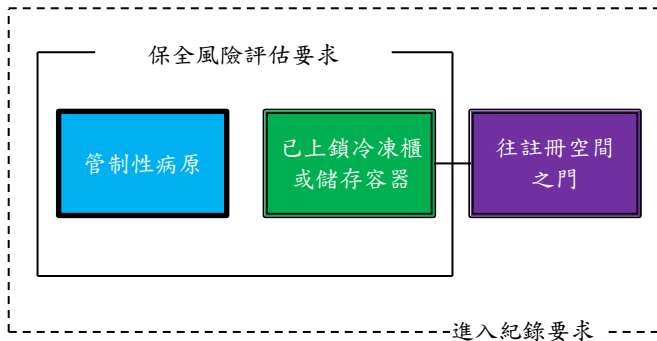 保全風險評估要求
管制性病原
已上鎖冷凍櫃
或儲存容器
往註冊空間
之門
進入紀錄要求